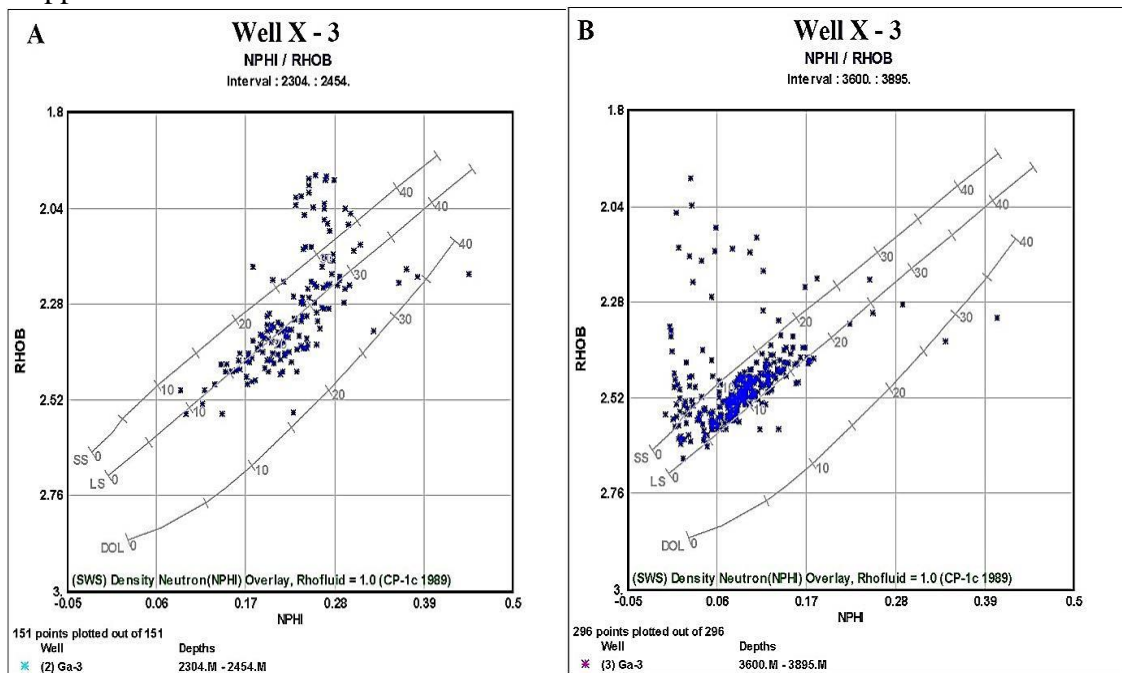 A
Well X - 3
NPHI / RHOB
Interval : 2304. : 2454.
1.8
2.04
2.28
2.52
2.76
3.
RHOB
40
40
40
30
30
20
20
10
10
10
SS 0
LS 0
DOL 0
(SWS) Density Neutron(NPHI) Overlay, Rhofluid = 1.0 (CP-1c 1989)
-0.05 0.06 0.17 0.28 0.39 0.5
NPHI
151 points plotted out of 151
Well Depths
(2) Ga-3 2304.M - 2454.M
B
Well X - 3
NPHI / RHOB
Interval : 3600. : 3895.
1.8
2.04
2.28
2.52
2.76
3.
RHOB
40
40
40
30
30
30
20
20
20
10
10
SS 0
LS 0
DOL 0
(SWS) Density Neutron(NPHI) Overlay, Rhofluid = 1.0 (CP-1c 1989)
-0.05 0.06 0.17 0.28 0.39 0.5
NPHI
296 points plotted out of 296
Well Depths
(3) Ga-3 3600.M - 3895.M